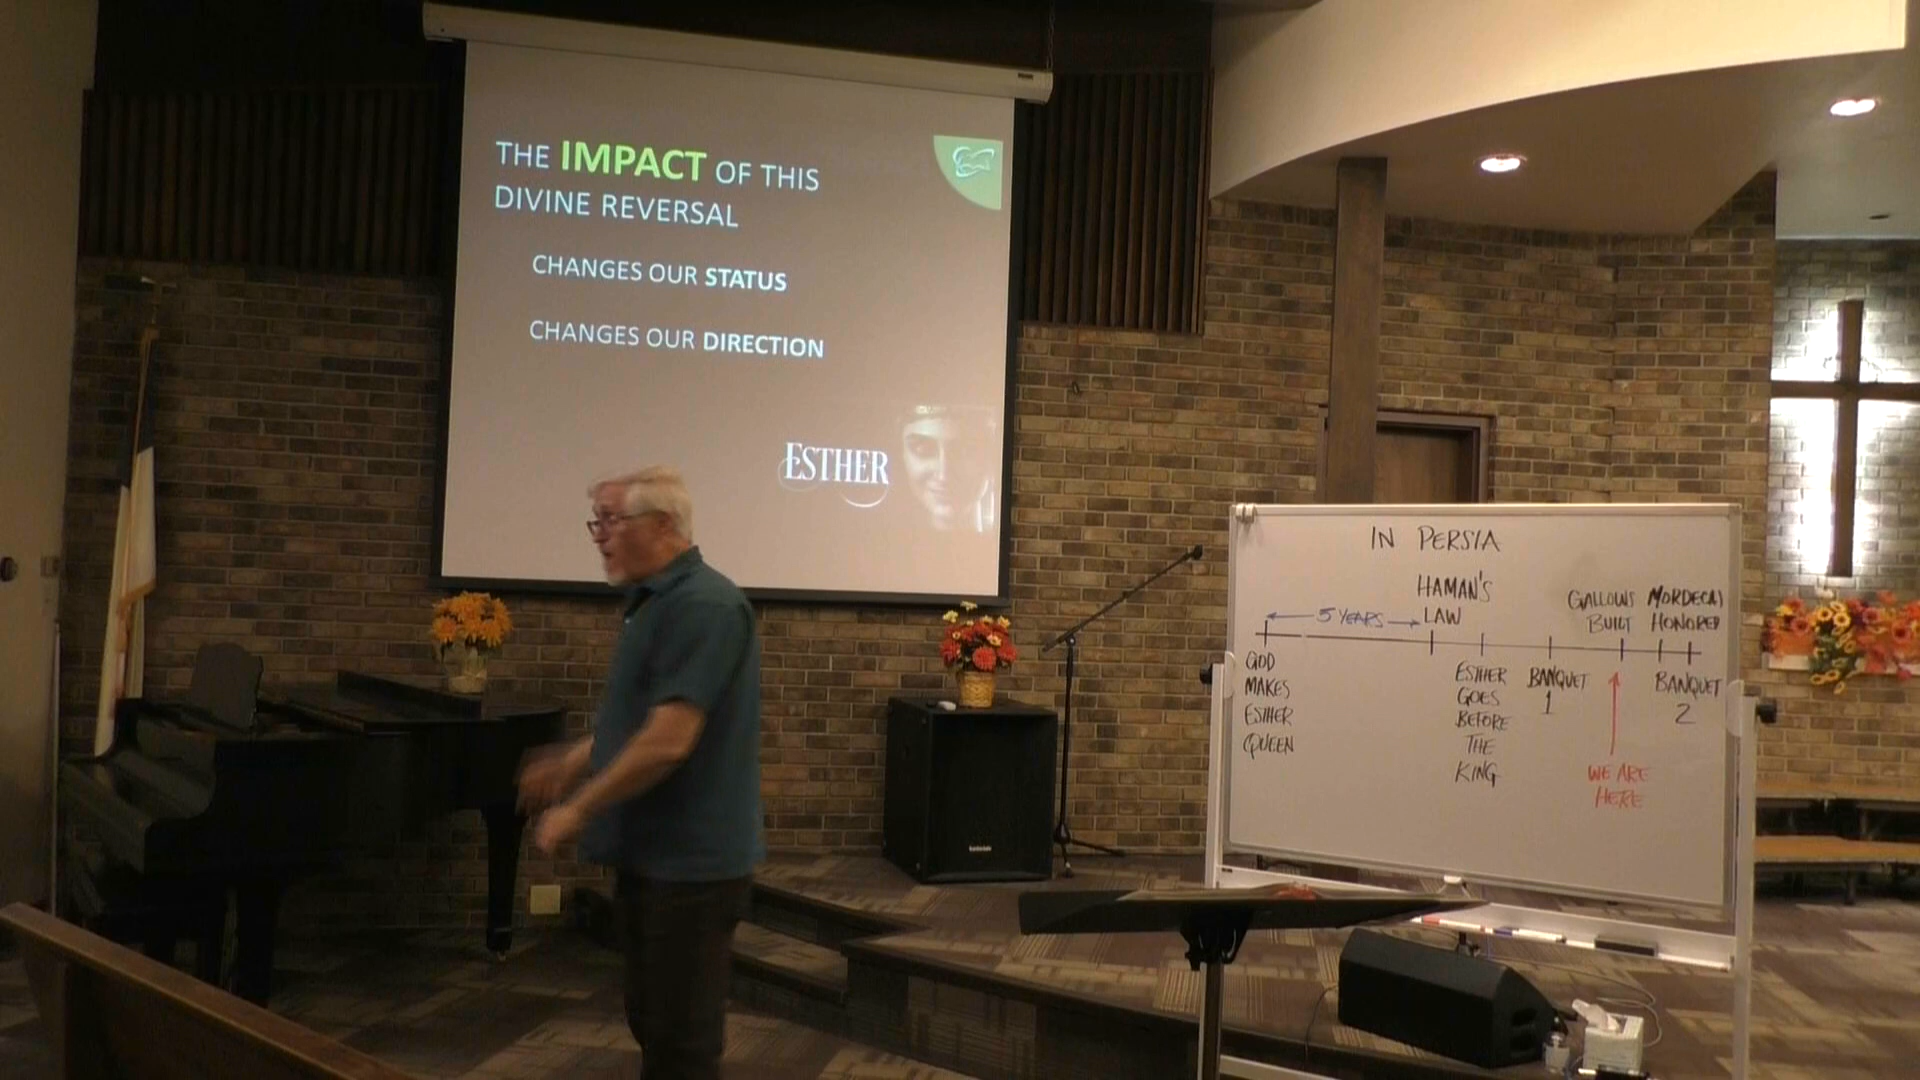 THE IMPACT OF THIS
DIVINE REVERSAL
CHANGES OUR STATUS
CHANGES OUR DIRECTION
ESTHER
IN PERSIA
HAMAN'S
LAW
5 YEARS
GALLOWS
BUILT
MORDECAI
HONORED
GOD
MAKES
ESTHER
QUEEN
ESTHER
GOES
BEFORE
THE
KING
BANQUET
1
BANQUET
2
WE ARE
HERE